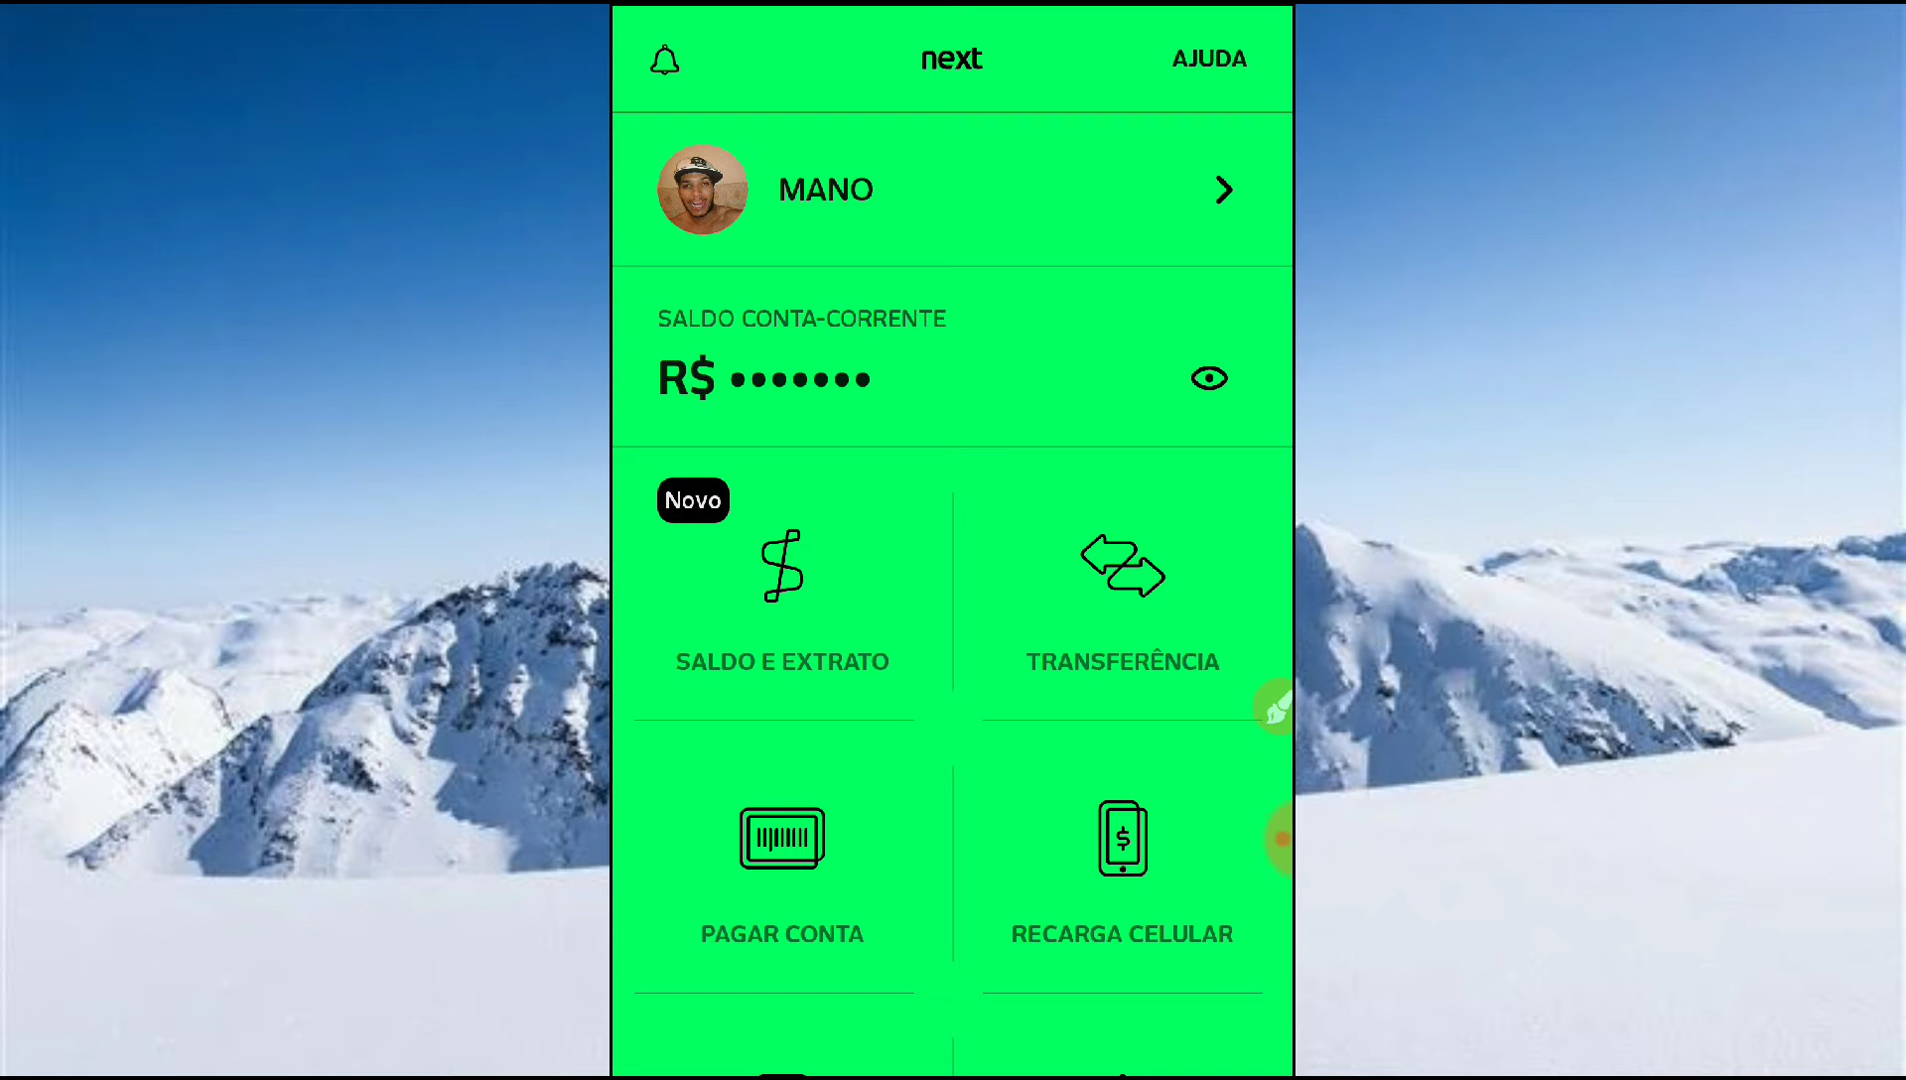 next
AJUDA
MANO
SALDO CONTA-CORRENTE
R$ •••••••
Novo
SALDO E EXTRATO
TRANSFERÊNCIA
PAGAR CONTA
RECARGA CELULAR